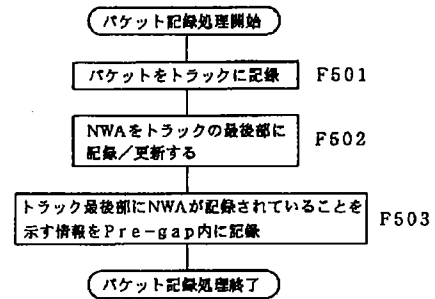 パケット記録処理開始
パケットをトラックに記録 F501
NWAをトラックの最後部に
記録/更新する
F502
トラック最後部にNWAが記録されていることを
示す情報をPre-gap内に記録
F503
パケット記録処理終了